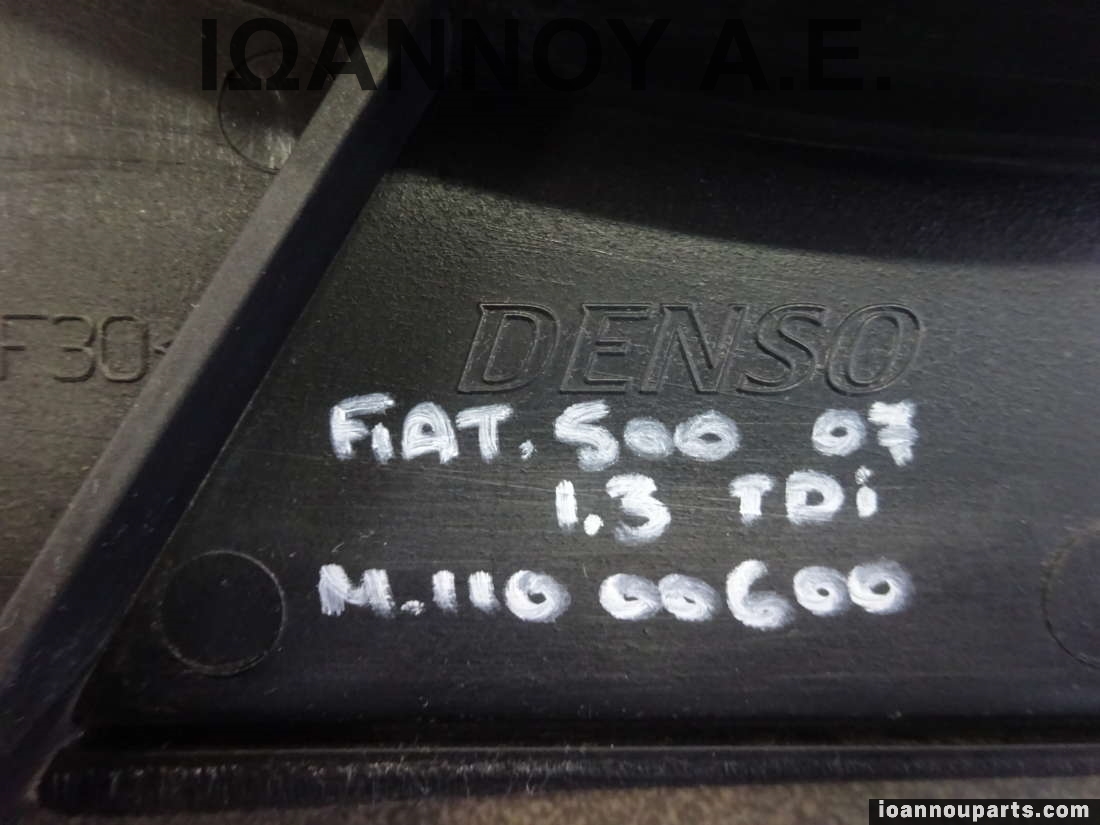 ΙΩΑΝΝΟΥ Α.Ε.
F30<
DENSO
FiAT. 500 07
1.3 TDi
M.110 00600
ioannouparts.com